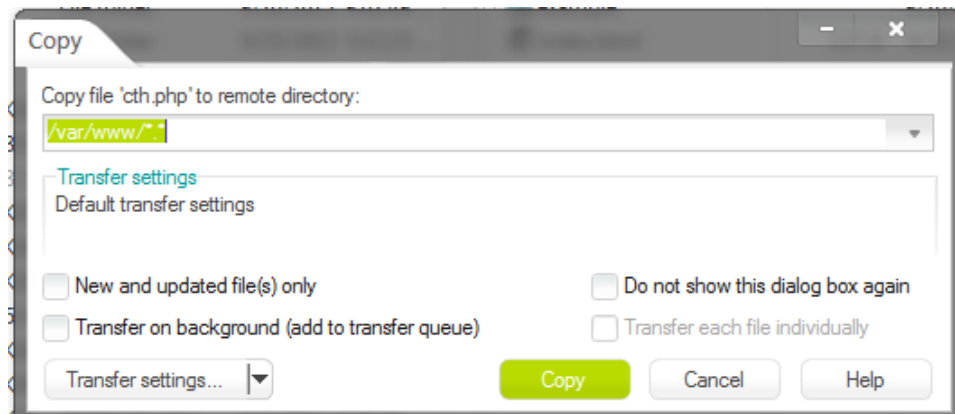 Copy
Copy file 'cth.php' to remote directory:
/var/www/*.*
Transfer settings
Default transfer settings
New and updated file(s) only
Do not show this dialog box again
Transfer on background (add to transfer queue)
Transfer each file individually
Transfer settings...
Copy
Cancel
Help